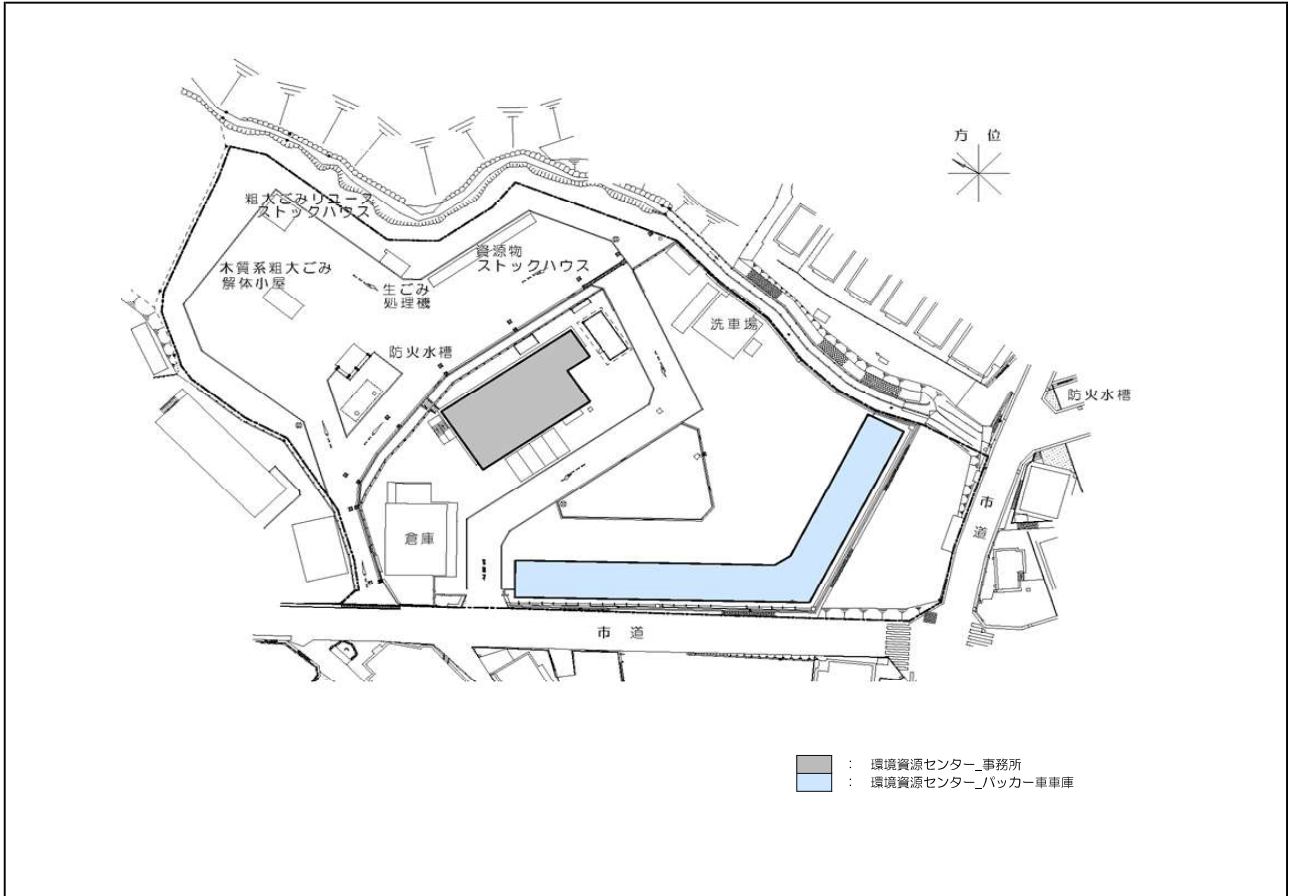 方 位
粗大ごみリユース
ストックハウス
資源物
ストックハウス
木質系粗大ごみ
解体小屋
生ごみ
処理機
洗車場
防火水槽
防火水槽
市
道
倉庫
市 道
： 環境資源センター_事務所
： 環境資源センター_パッカー車車庫